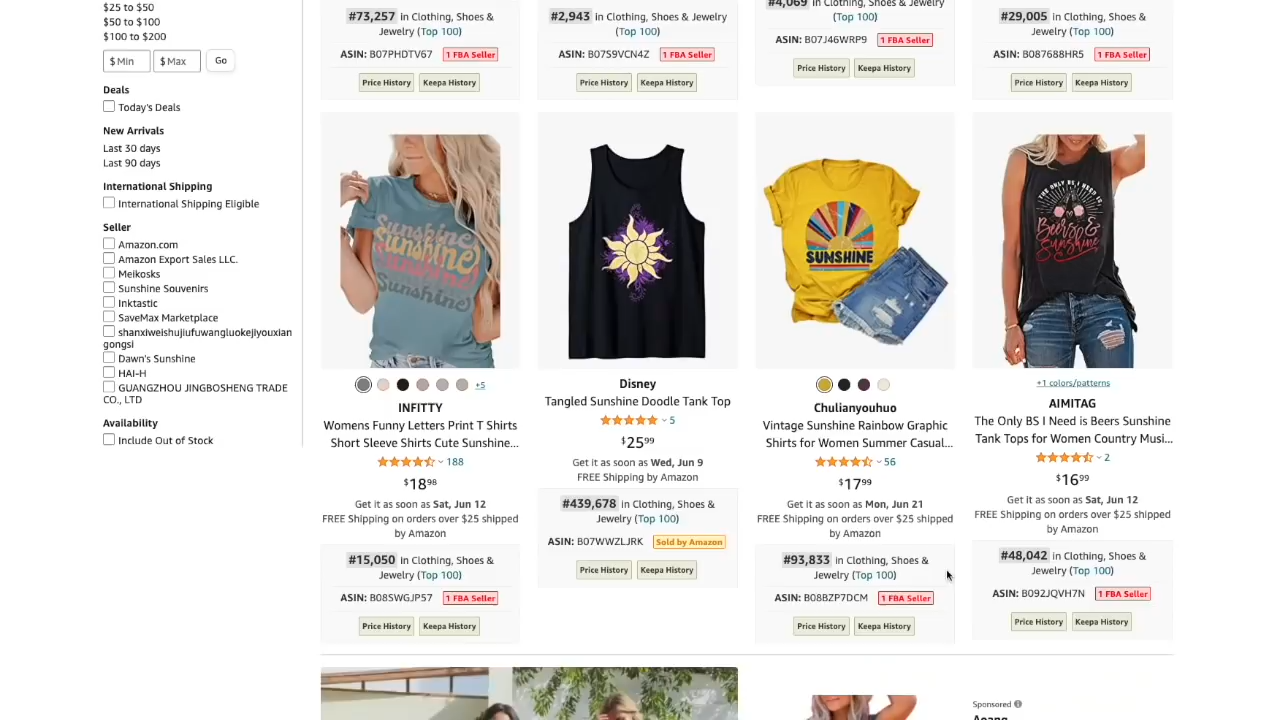 $25 to $50
$50 to $100
$100 to $200
$ Min $ Max Go
Deals
Today's Deals
New Arrivals
Last 30 days
Last 90 days
International Shipping
International Shipping Eligible
Seller
Amazon.com
Amazon Export Sales LLC.
Meikosks
Sunshine Souvenirs
Inktastic
SaveMax Marketplace
shanxiweishujiufuwangluokejiyouxian
gongsi
Dawn's Sunshine
HAI-H
GUANGZHOU JINGBOSHENG TRADE
CO., LTD
Availability
Include Out of Stock
#73,257 in Clothing, Shoes &
Jewelry (Top 100)
ASIN: B07PHDTV67 1 FBA Seller
Price History Keepa History
#2,943 in Clothing, Shoes & Jewelry
(Top 100)
ASIN: B07S9VCN4Z 1 FBA Seller
Price History Keepa History
#4,069 in Clothing, Shoes & Jewelry
(Top 100)
ASIN: B07J46WRP9 1 FBA Seller
Price History Keepa History
#29,005 in Clothing, Shoes &
Jewelry (Top 100)
ASIN: B087688HR5 1 FBA Seller
Price History Keepa History
Sunshine
Sunshine
Sunshine
Sunshine
+5
INFITTY
Womens Funny Letters Print T Shirts
Short Sleeve Shirts Cute Sunshine...
188
$18.98
Get it as soon as Sat, Jun 12
FREE Shipping on orders over $25 shipped
by Amazon
#15,050 in Clothing, Shoes &
Jewelry (Top 100)
ASIN: B08SWGJP57 1 FBA Seller
Price History Keepa History
Disney
Tangled Sunshine Doodle Tank Top
5
$25.99
Get it as soon as Wed, Jun 9
FREE Shipping by Amazon
#439,678 in Clothing, Shoes &
Jewelry (Top 100)
ASIN: B07WWZLJRK Sold by Amazon
Price History Keepa History
SUNSHINE
Chulianyouhuo
Vintage Sunshine Rainbow Graphic
Shirts for Women Summer Casual...
56
$17.99
Get it as soon as Mon, Jun 21
FREE Shipping on orders over $25 shipped
by Amazon
#93,833 in Clothing, Shoes &
Jewelry (Top 100)
ASIN: B08BZP7DCM 1 FBA Seller
Price History Keepa History
THE ONLY BS I NEED IS
Beers &
Sunshine
+1 colors/patterns
AIMITAG
The Only BS I Need is Beers Sunshine
Tank Tops for Women Country Musi...
2
$16.99
Get it as soon as Sat, Jun 12
FREE Shipping on orders over $25 shipped
by Amazon
#48,042 in Clothing, Shoes &
Jewelry (Top 100)
ASIN: B092JQVH7N 1 FBA Seller
Price History Keepa History
Sponsored